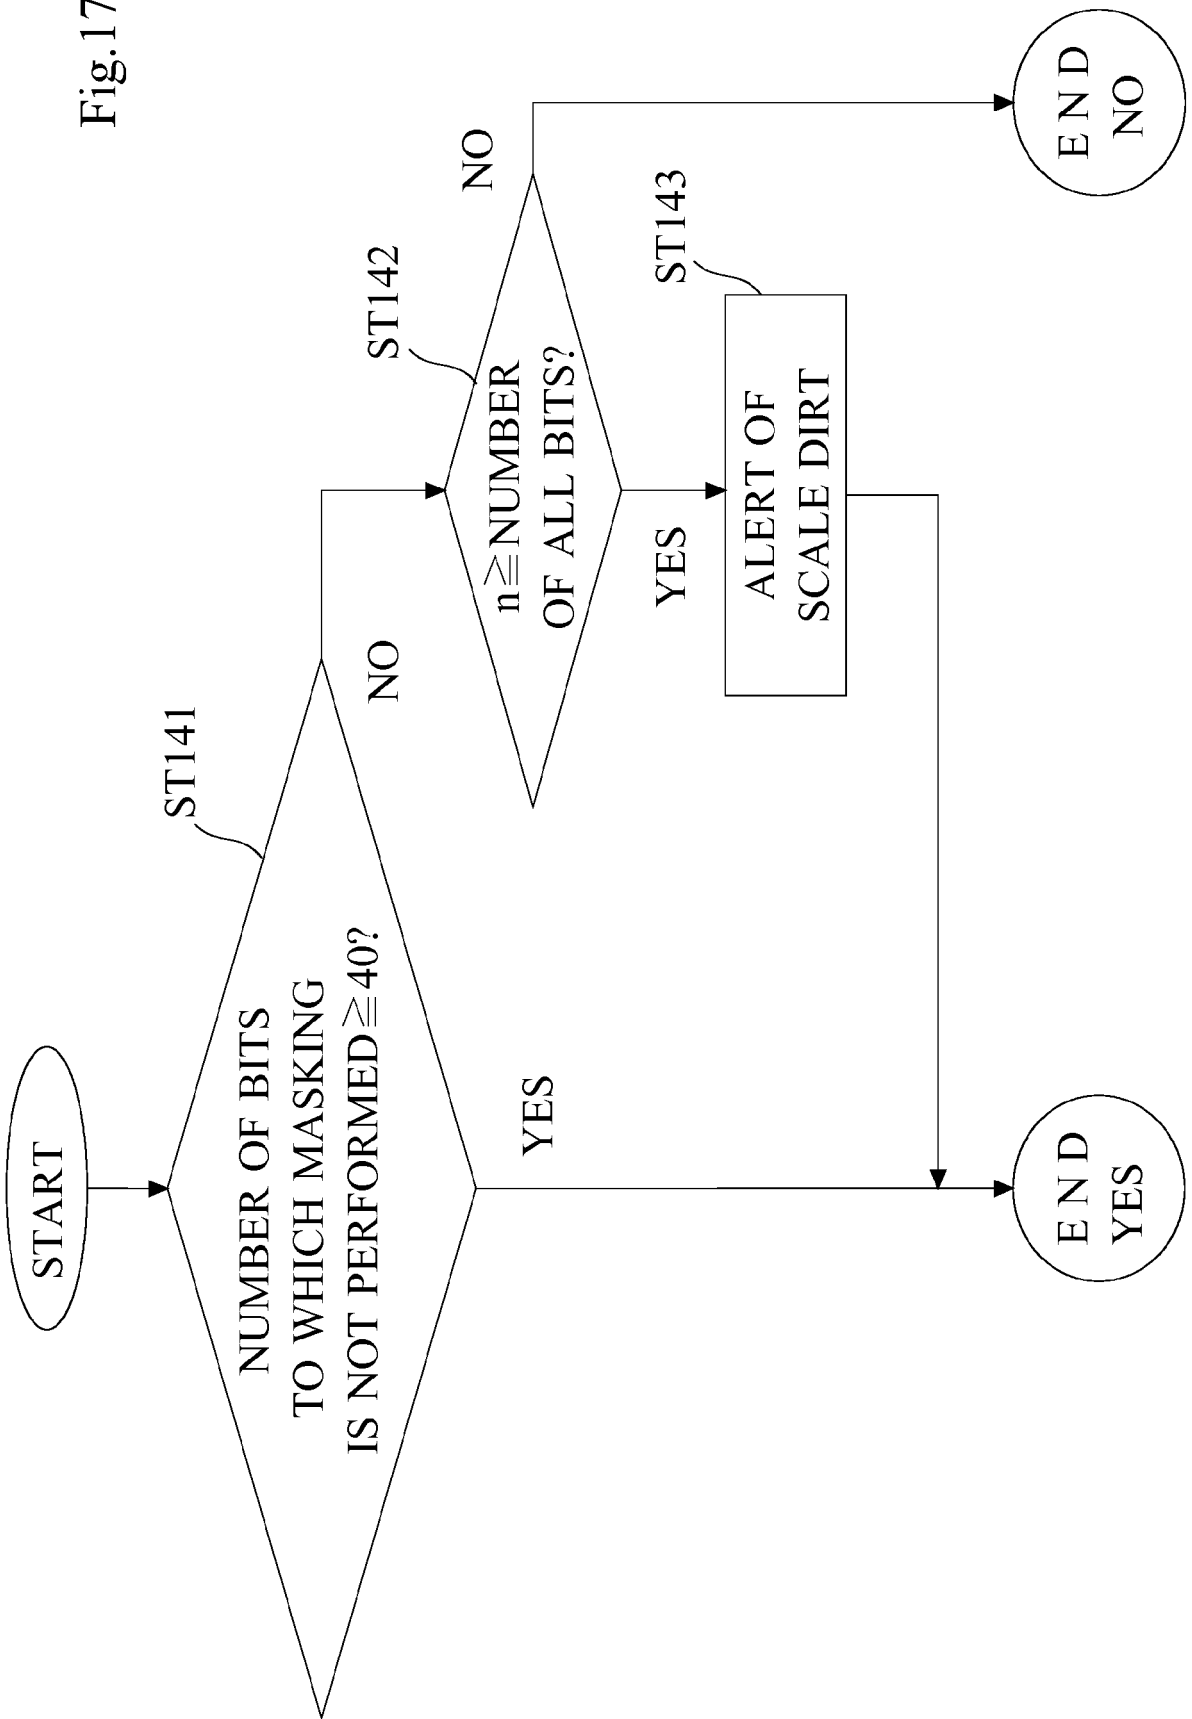 Fig.17
START
ST141
NUMBER OF BITS
TO WHICH MASKING
IS NOT PERFORMED≧40?
NO
YES
ST142
n≧NUMBER
OF ALL BITS?
NO
YES
ST143
ALERT OF
SCALE DIRT
END
YES
END
NO